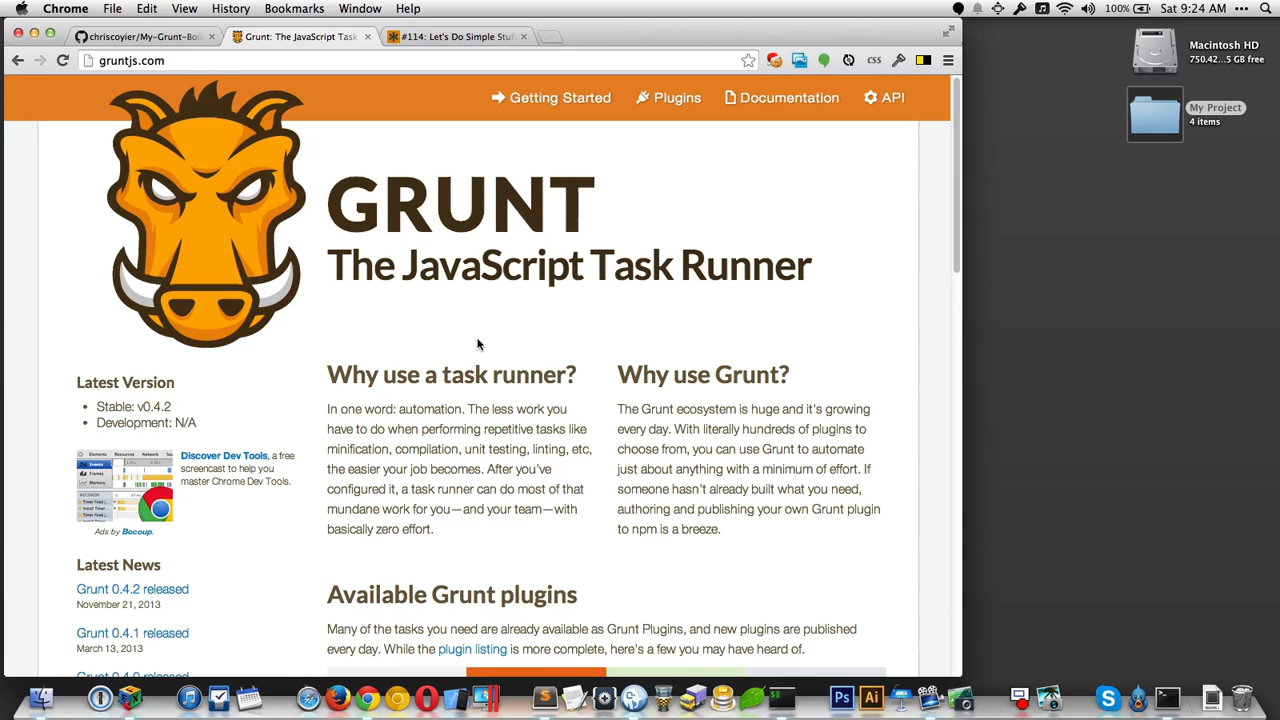 Chrome File Edit View History Bookmarks Window Help 100% Sat 9:24 AM
chriscoyier/My-Grunt-Boi Grunt: The JavaScript Task #114: Let's Do Simple Stuf
gruntjs.com css
Macintosh HD
750.42...5 GB free
My Project
4 items
Getting Started Plugins Documentation API
GRUNT
The JavaScript Task Runner
Latest Version
Stable: v0.4.2
Development: N/A
Discover Dev Tools, a free
screencast to help you
master Chrome Dev Tools.
Ads by Bocoup.
Latest News
Grunt 0.4.2 released
November 21, 2013
Grunt 0.4.1 released
March 13, 2013
Why use a task runner?
In one word: automation. The less work you
have to do when performing repetitive tasks like
minification, compilation, unit testing, linting, etc,
the easier your job becomes. After you've
configured it, a task runner can do most of that
mundane work for you—and your team—with
basically zero effort.
Why use Grunt?
The Grunt ecosystem is huge and it's growing
every day. With literally hundreds of plugins to
choose from, you can use Grunt to automate
just about anything with a minimum of effort. If
someone hasn't already built what you need,
authoring and publishing your own Grunt plugin
to npm is a breeze.
Available Grunt plugins
Many of the tasks you need are already available as Grunt Plugins, and new plugins are published
every day. While the plugin listing is more complete, here's a few you may have heard of.
Ps Ai